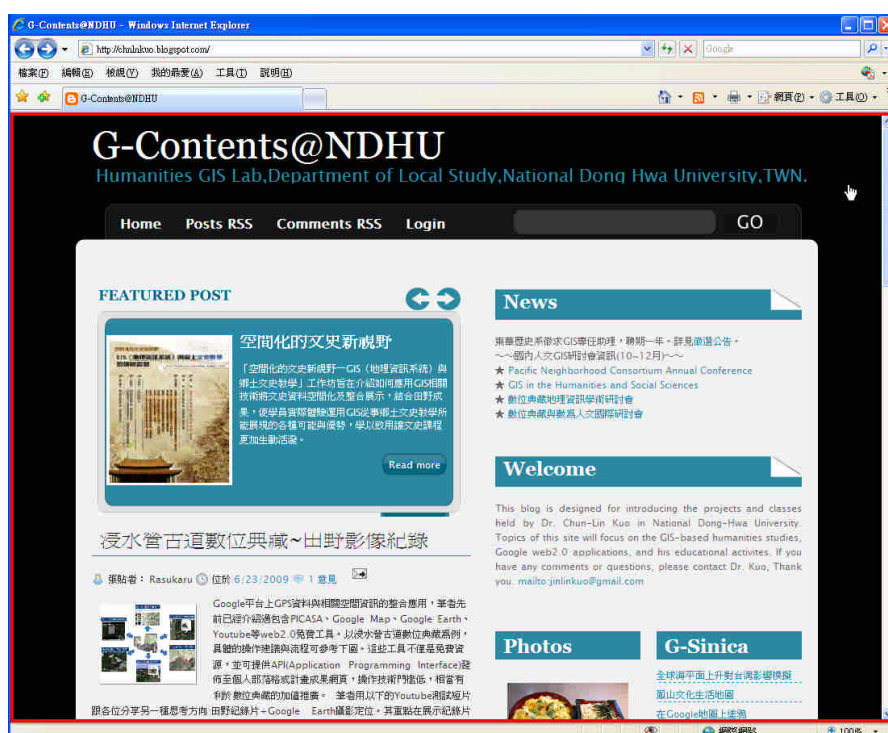 G-Contents@NDHU - Windows Internet Explorer
http://chulnkuo.blogspot.com/
Google
檔案(F) 編輯(E) 檢視(V) 我的最愛(A) 工具(T) 說明(H)
G-Contents@NDHU
網頁(P) 工具(O)
G-Contents@NDHU
Humanities GIS Lab,Department of Local Study,National Dong Hwa University,TWN.
Home Posts RSS Comments RSS Login GO
FEATURED POST
空間化的文史新視野
「空間化的文史新視野—GIS（地理資訊系統）與
鄉土文史教學」工作坊旨在介紹如何應用GIS相關
技術將文史資料空間化及整合展示，結合田野成
果，使學員實際體驗運用GIS從事鄉土文史教學所
能展現的各種可能與優勢，學以致用讓文史課程
更加生動活潑。
Read more
浸水營古道數位典藏~田野影像紀錄
張貼者： Rasukaru 位於 6/23/2009 1 意見
Google平台上GPS資料與相關空間資訊的整合應用，筆者先
前已經介紹過包含PICASA、Google Map、Google Earth、
Youtube等web2.0免費工具。以浸水營古道數位典藏為例，
具體的操作建議與流程可參考下圖。這些工具不僅是免費資
源，並可提供API(Application Programming Interface)發
佈至個人部落格或計畫成果網頁，操作技術門檻低，相當有
利於數位典藏的加值推廣。 筆者用以下的Youtube測試短片
跟各位分享另一種思考方向 田野紀錄片+Google Earth攝影定位。其重點在展示紀錄片
News
東華歷史系徵求GIS專任助理，聘期一年。詳見徵選公告。
～～國內人文GIS研討會資訊(10~12月)～～
★ Pacific Neighborhood Consortium Annual Conference
★ GIS in the Humanities and Social Sciences
★ 數位典藏地理資訊學術研討會
★ 數位典藏與數位人文國際研討會
Welcome
This blog is designed for introducing the projects and classes
held by Dr. Chun-Lin Kuo in National Dong-Hwa University.
Topics of this site will focus on the GIS-based humanities studies,
Google web2.0 applications, and his educational activites. If you
have any comments or questions, please contact Dr. Kuo, Thank
you. mailto:jinlinkuo@gmail.com
Photos
G-Sinica
全球海平面上升對台灣影響模擬
鳳山文化生活地圖
在Google地圖上塗鴉
網際網路 100%